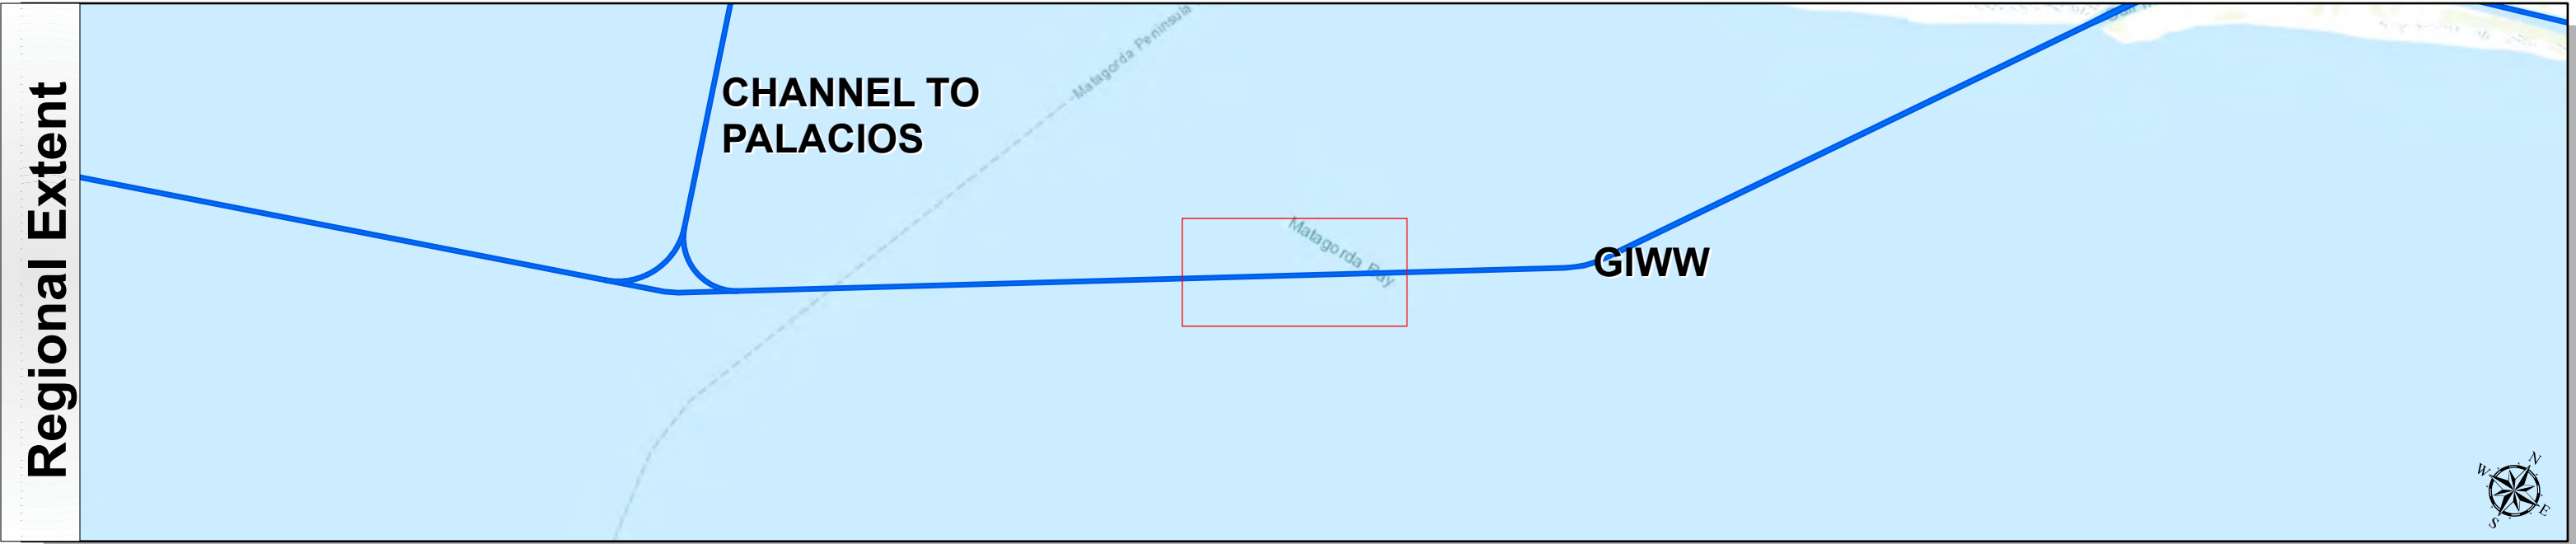 Regional Extent
CHANNEL TO
PALACIOS
Matagorda Peninsula
Matagorda Bay
GIWW
N
W
E
S